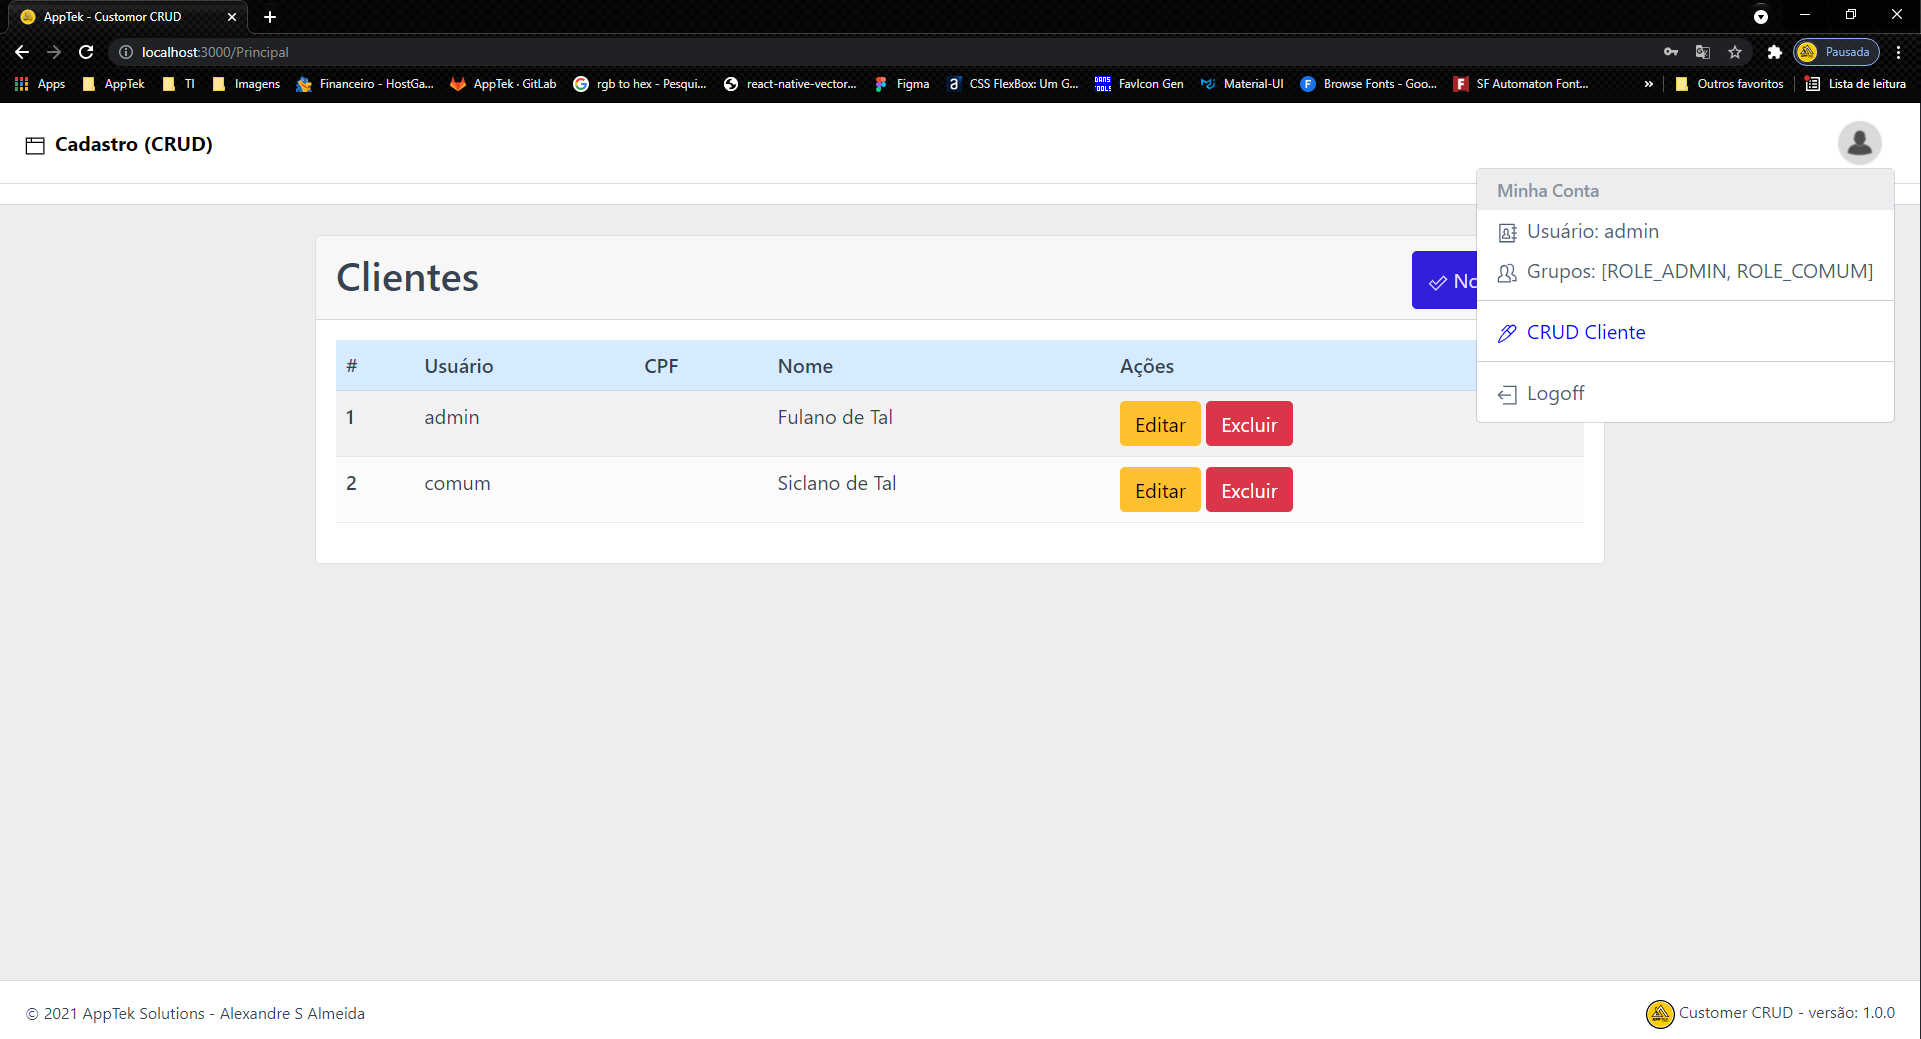 AppTek - Customor CRUD
localhost:3000/Principal
Pausada
Apps
AppTek
TI
Imagens
Financeiro - HostGa...
AppTek · GitLab
rgb to hex - Pesqui...
react-native-vector...
Figma
CSS FlexBox: Um G...
FavIcon Gen
Material-UI
Browse Fonts - Goo...
SF Automaton Font...
»
Outros favoritos
Lista de leitura
Cadastro (CRUD)
Minha Conta
Usuário: admin
Grupos: [ROLE_ADMIN, ROLE_COMUM]
CRUD Cliente
Logoff
Clientes
# Usuário CPF Nome Ações
1 admin Fulano de Tal Editar Excluir
2 comum Siclano de Tal Editar Excluir
© 2021 AppTek Solutions - Alexandre S Almeida
Customer CRUD - versão: 1.0.0